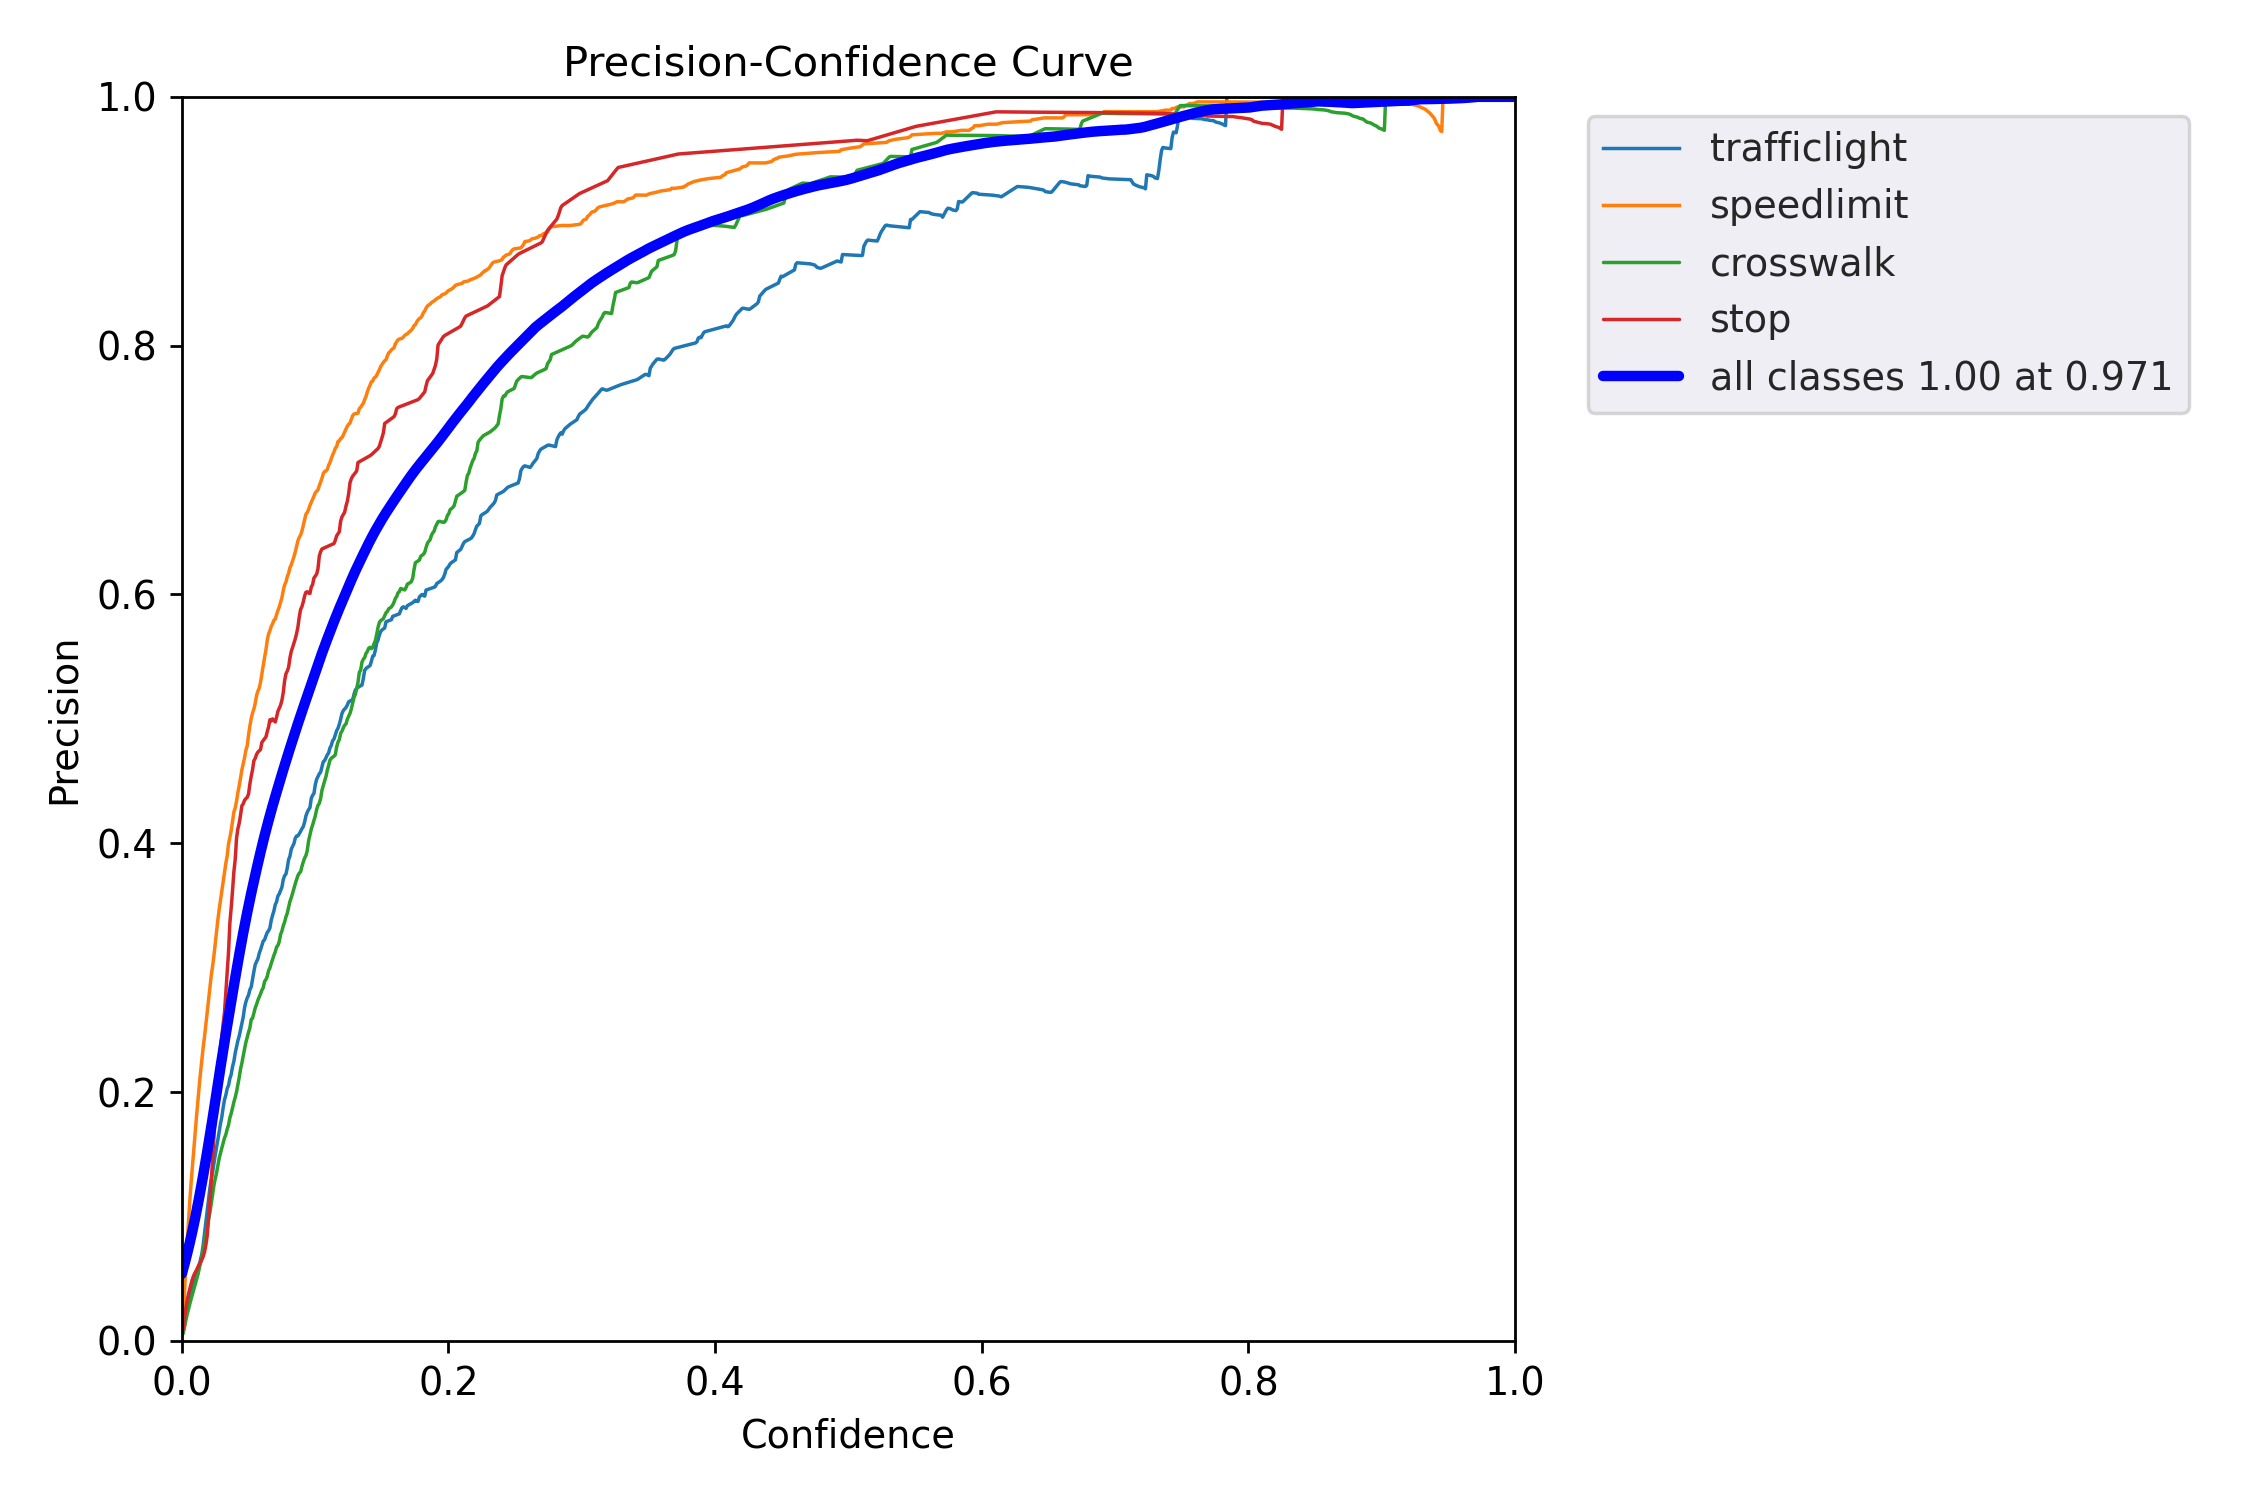 Precision-Confidence Curve
1.0
0.8
0.6
0.4
0.2
0.0
Precision
0.0 0.2 0.4 0.6 0.8 1.0
Confidence
trafficlight
speedlimit
crosswalk
stop
all classes 1.00 at 0.971